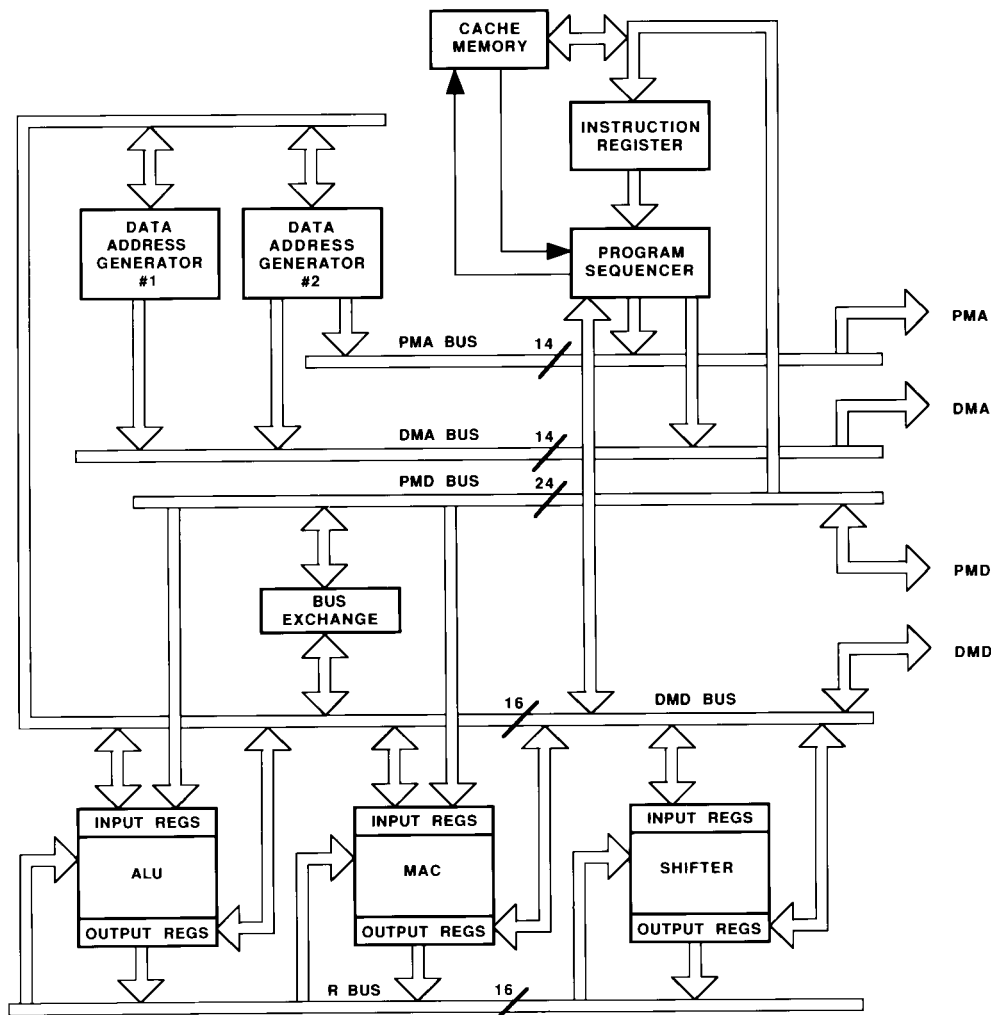 CACHE
MEMORY
INSTRUCTION
REGISTER
DATA
ADDRESS
GENERATOR
#1
DATA
ADDRESS
GENERATOR
#2
PROGRAM
SEQUENCER
PMA
PMA BUS
14
DMA
DMA BUS
14
PMD BUS
24
PMD
BUS
EXCHANGE
DMD
16
DMD BUS
INPUT REGS
ALU
OUTPUT REGS
INPUT REGS
MAC
OUTPUT REGS
INPUT REGS
SHIFTER
OUTPUT REGS
R BUS
16